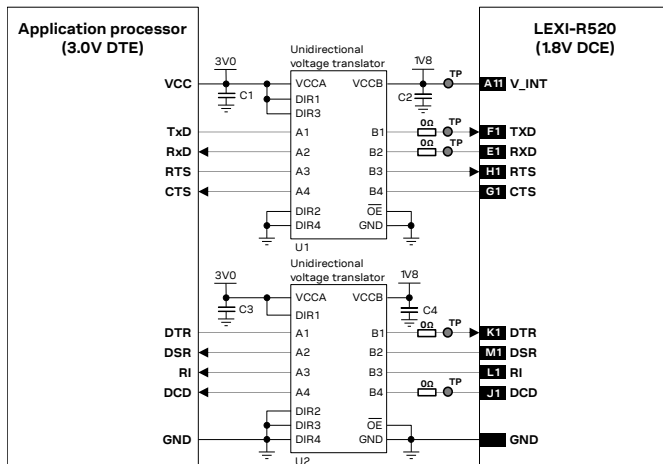 Application processor
(3.0V DTE)
LEXI-R520
(1.8V DCE)
Unidirectional
voltage translator
3V0
1V8
TP
VCC
C1
VCCA
VCCB
C2
A11 V_INT
DIR1
DIR3
0Ω
TP
TxD
A1
B1
F1 TXD
0Ω
TP
RxD
A2
B2
E1 RXD
RTS
A3
B3
H1 RTS
CTS
A4
B4
G1 CTS
DIR2
OE
DIR4
GND
U1
Unidirectional
voltage translator
3V0
1V8
VCCA
VCCB
C3
C4
DIR1
0Ω
TP
DTR
A1
B1
K1 DTR
DSR
A2
B2
M1 DSR
RI
A3
B3
L1 RI
0Ω
TP
DCD
A4
B4
J1 DCD
DIR2
DIR3
OE
GND
DIR4
GND
GND
U2